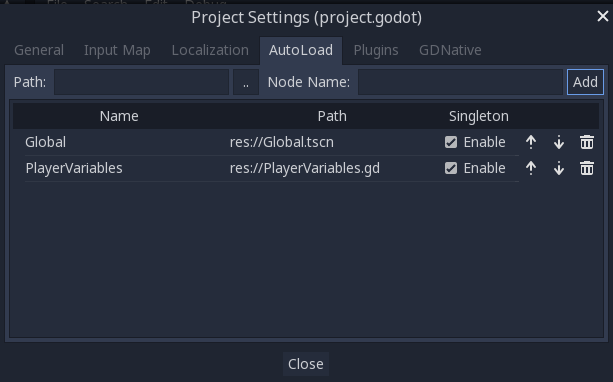 Project Settings (project.godot)
General Input Map Localization AutoLoad Plugins GDNative
Path: .. Node Name: Add
Name Path Singleton
Global res://Global.tscn Enable
PlayerVariables res://PlayerVariables.gd Enable
Close